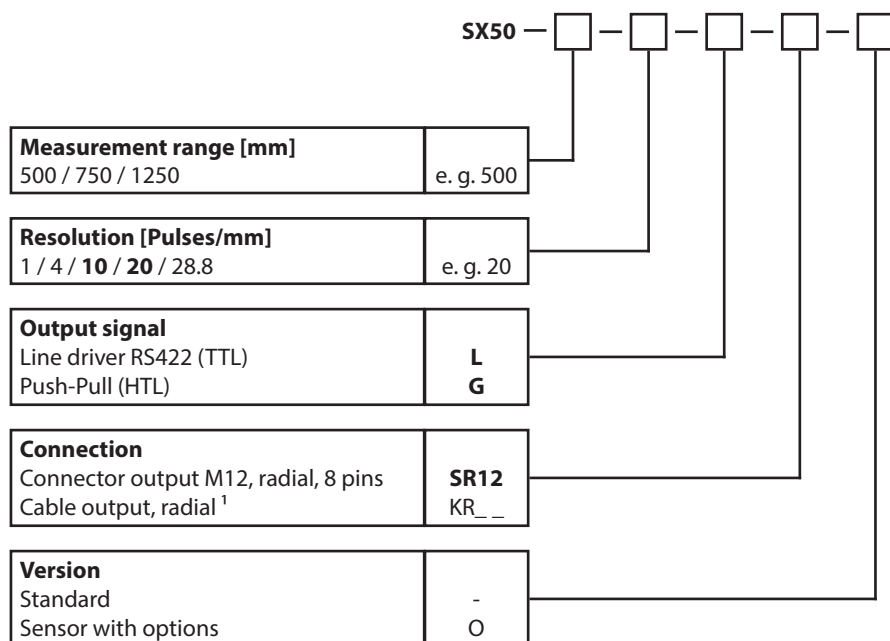 SX50 — □ — □ — □ — □ — □
Measurement range [mm]
500 / 750 / 1250 e. g. 500
Resolution [Pulses/mm]
1 / 4 / 10 / 20 / 28.8 e. g. 20
Output signal
Line driver RS422 (TTL) L
Push-Pull (HTL) G
Connection
Connector output M12, radial, 8 pins SR12
Cable output, radial ¹ KR_ _
Version
Standard -
Sensor with options O